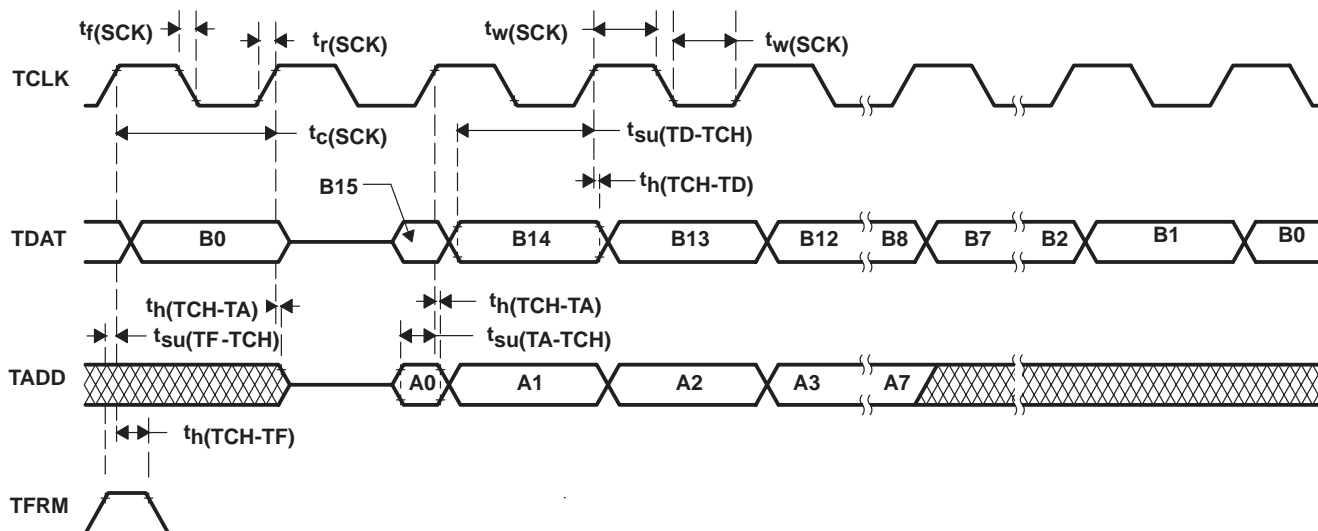 tf(SCK)
tr(SCK)
tw(SCK)
tw(SCK)
TCLK
tc(SCK)
tsu(TD-TCH)
th(TCH-TD)
B15
TDAT
B0
B14
B13
B12
B8
B7
B2
B1
B0
th(TCH-TA)
th(TCH-TA)
tsu(TF-TCH)
tsu(TA-TCH)
TADD
A0
A1
A2
A3
A7
th(TCH-TF)
TFRM